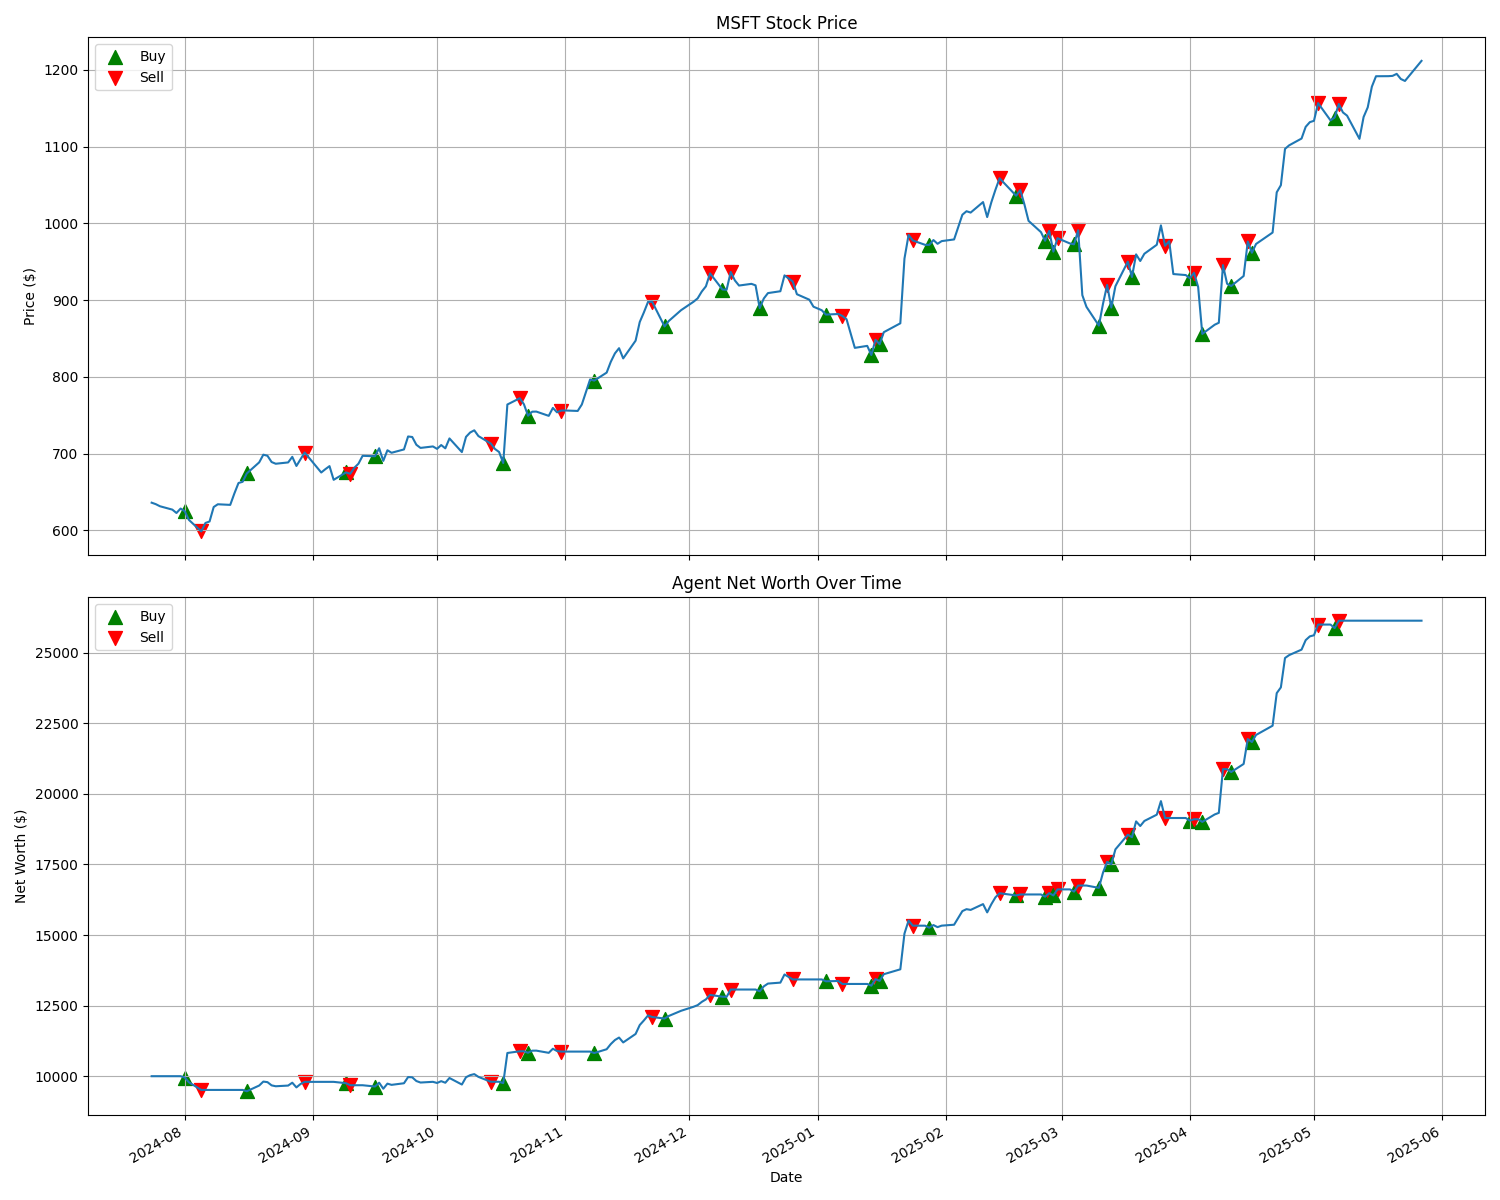 MSFT Stock Price
Buy
Sell
Price ($)
1200
1100
1000
900
800
700
600
Agent Net Worth Over Time
Buy
Sell
Net Worth ($)
25000
22500
20000
17500
15000
12500
10000
2024-08
2024-09
2024-10
2024-11
2024-12
2025-01
2025-02
2025-03
2025-04
2025-05
2025-06
Date